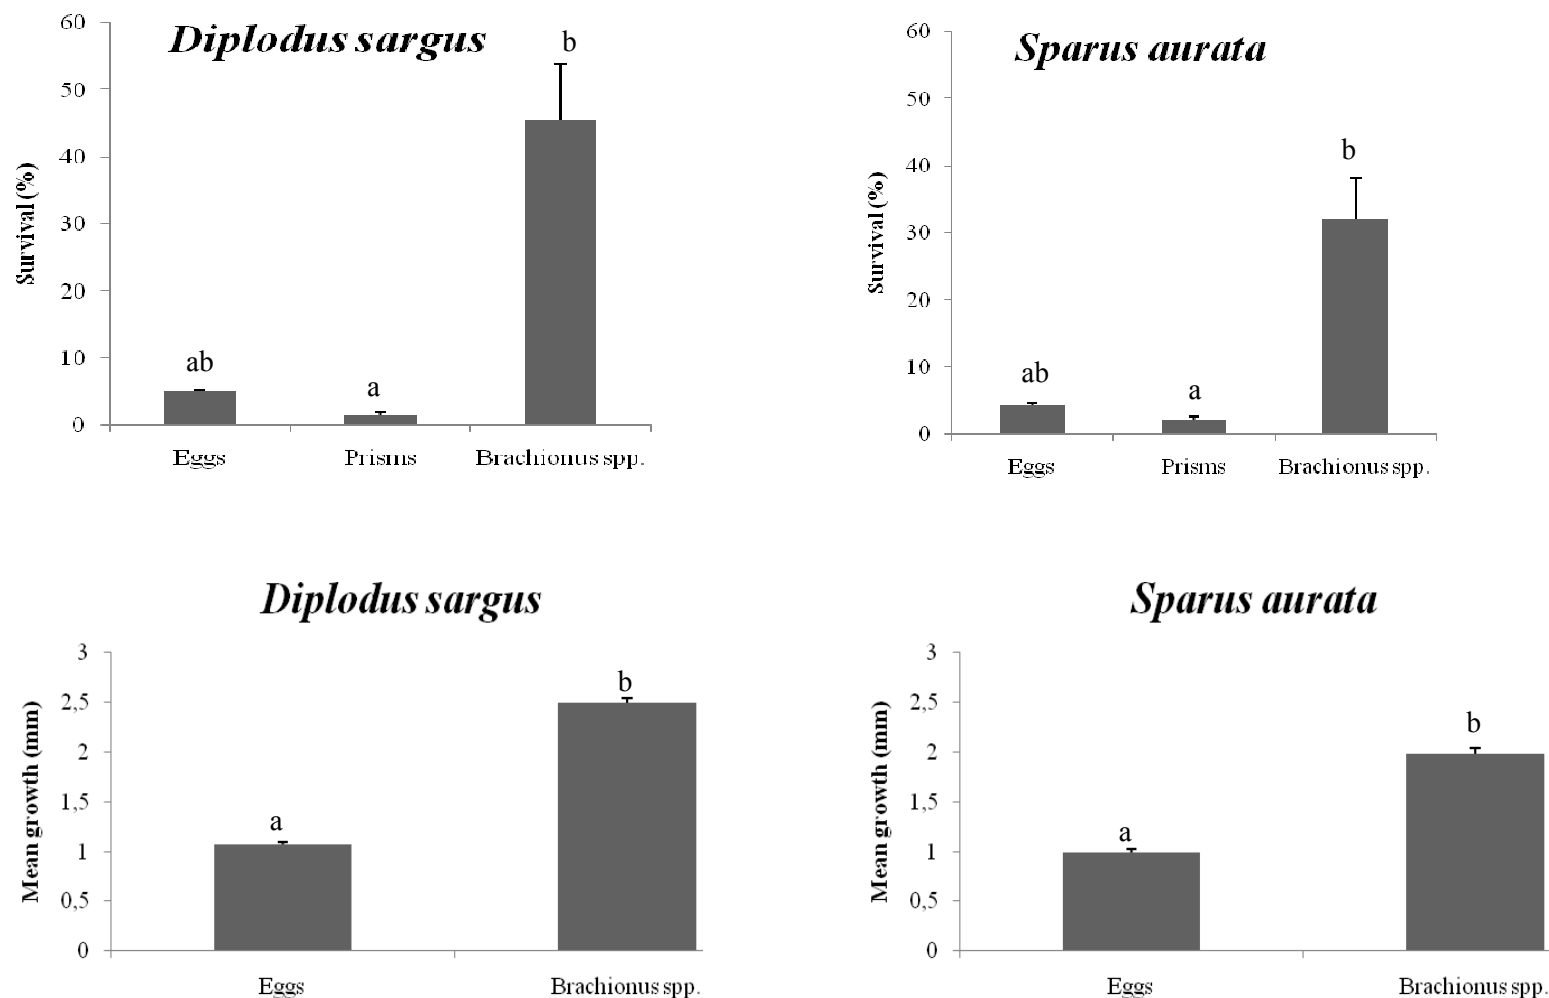 Diplodus sargus
Survival (%)
60
50
40
30
20
10
0
ab
a
b
Eggs
Prisms
Brachionus spp.
Sparus aurata
Survival (%)
60
50
40
30
20
10
0
ab
a
b
Eggs
Prisms
Brachionus spp.
Diplodus sargus
Mean growth (mm)
3
2,5
2
1,5
1
0,5
0
a
b
Eggs
Brachionus spp.
Sparus aurata
Mean growth (mm)
3
2,5
2
1,5
1
0,5
0
a
b
Eggs
Brachionus spp.